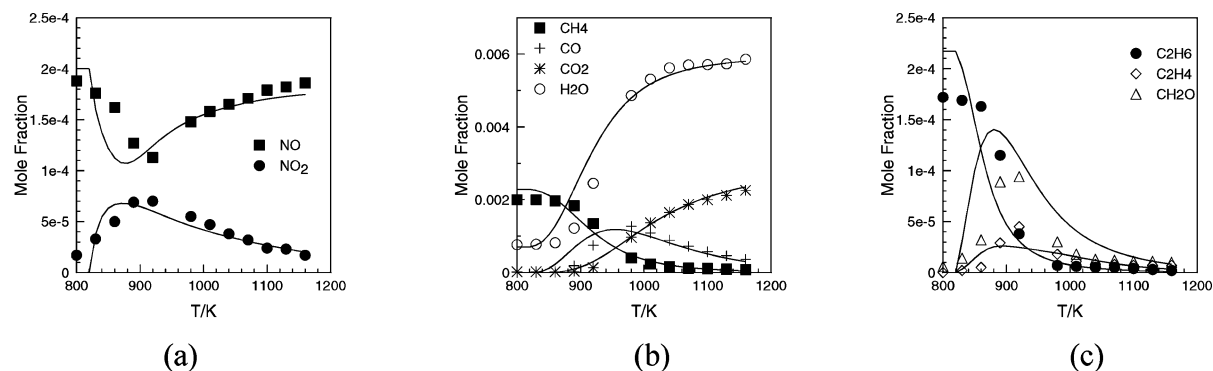 2.5e-4
2e-4
1.5e-4
1e-4
5e-5
0
Mole Fraction
NO
NO2
800 900 1000 1100 1200
T/K
(a)
CH4
CO
CO2
H2O
0.006
0.004
0.002
0.000
Mole Fraction
800 900 1000 1100 1200
T/K
(b)
2.5e-4
2e-4
1.5e-4
1e-4
5e-5
0
Mole Fraction
C2H6
C2H4
CH2O
800 900 1000 1100 1200
T/K
(c)